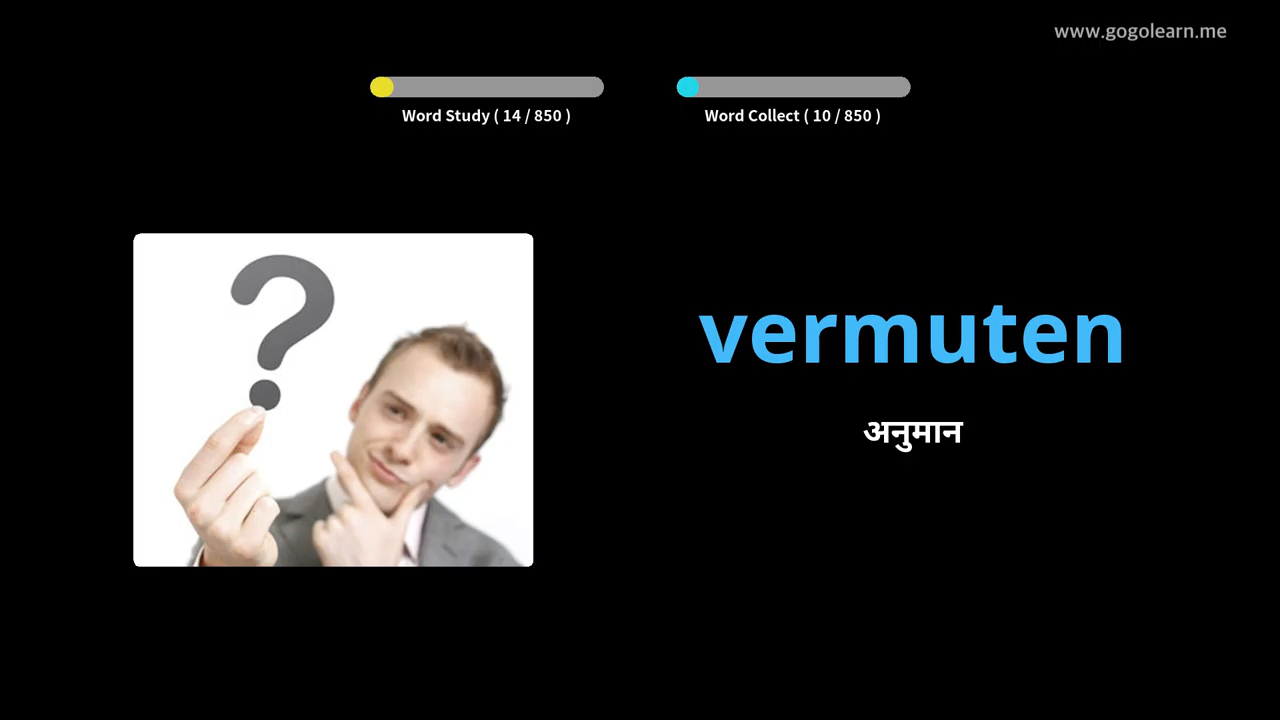 www.gogolearn.me
Word Study ( 14 / 850 )
Word Collect ( 10 / 850 )
vermuten
अनुमान